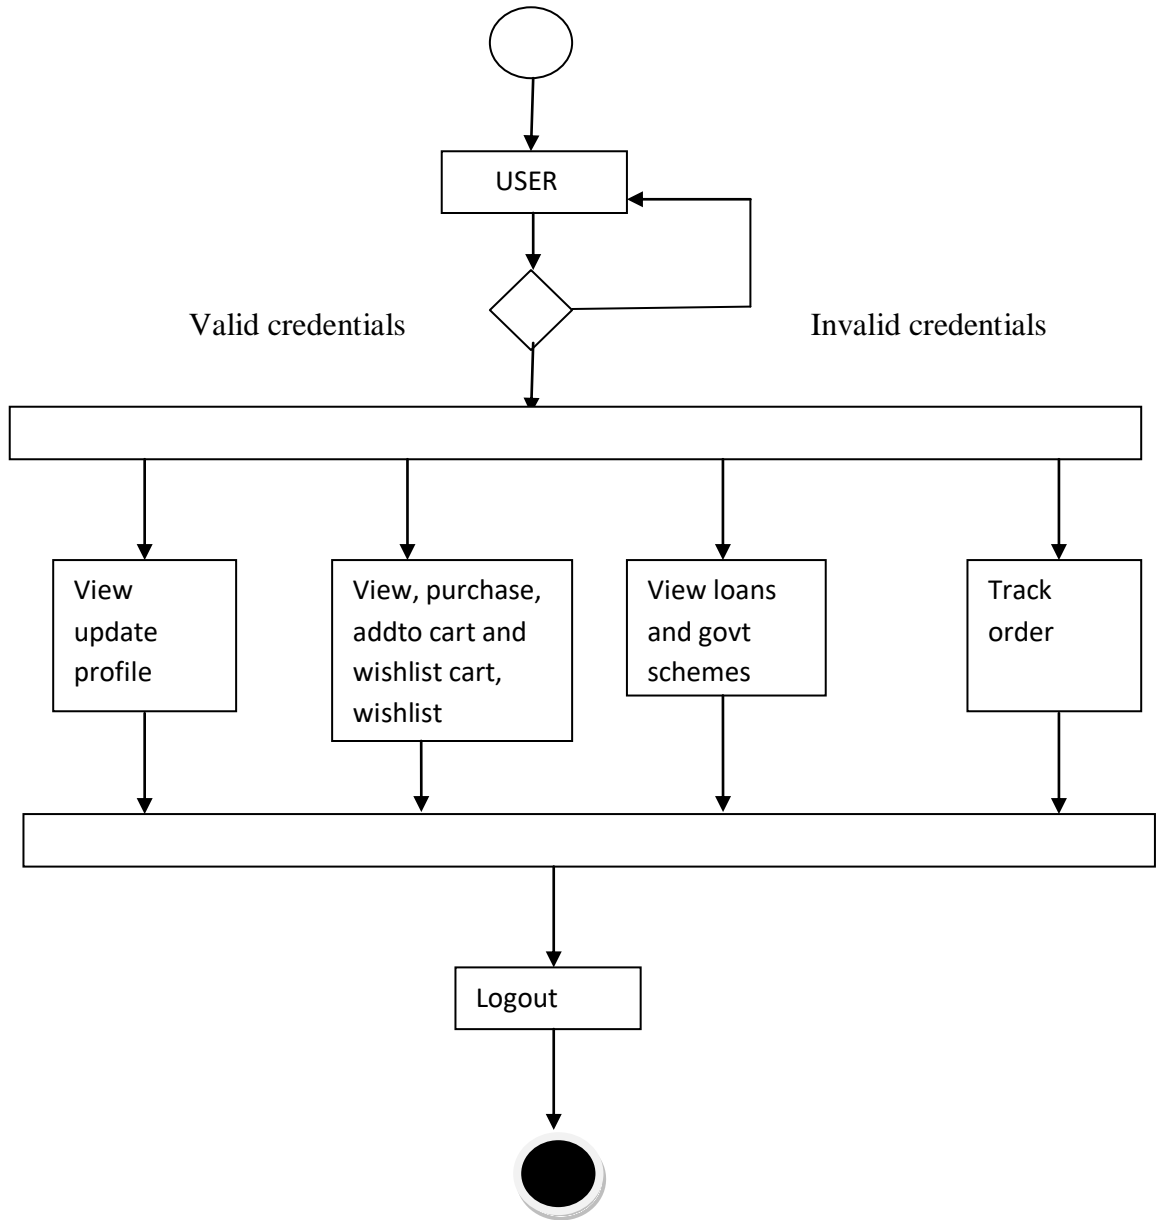 USER
Valid credentials
Invalid credentials
View
update
profile
View, purchase,
addto cart and
wishlist cart,
wishlist
View loans
and govt
schemes
Track
order
Logout